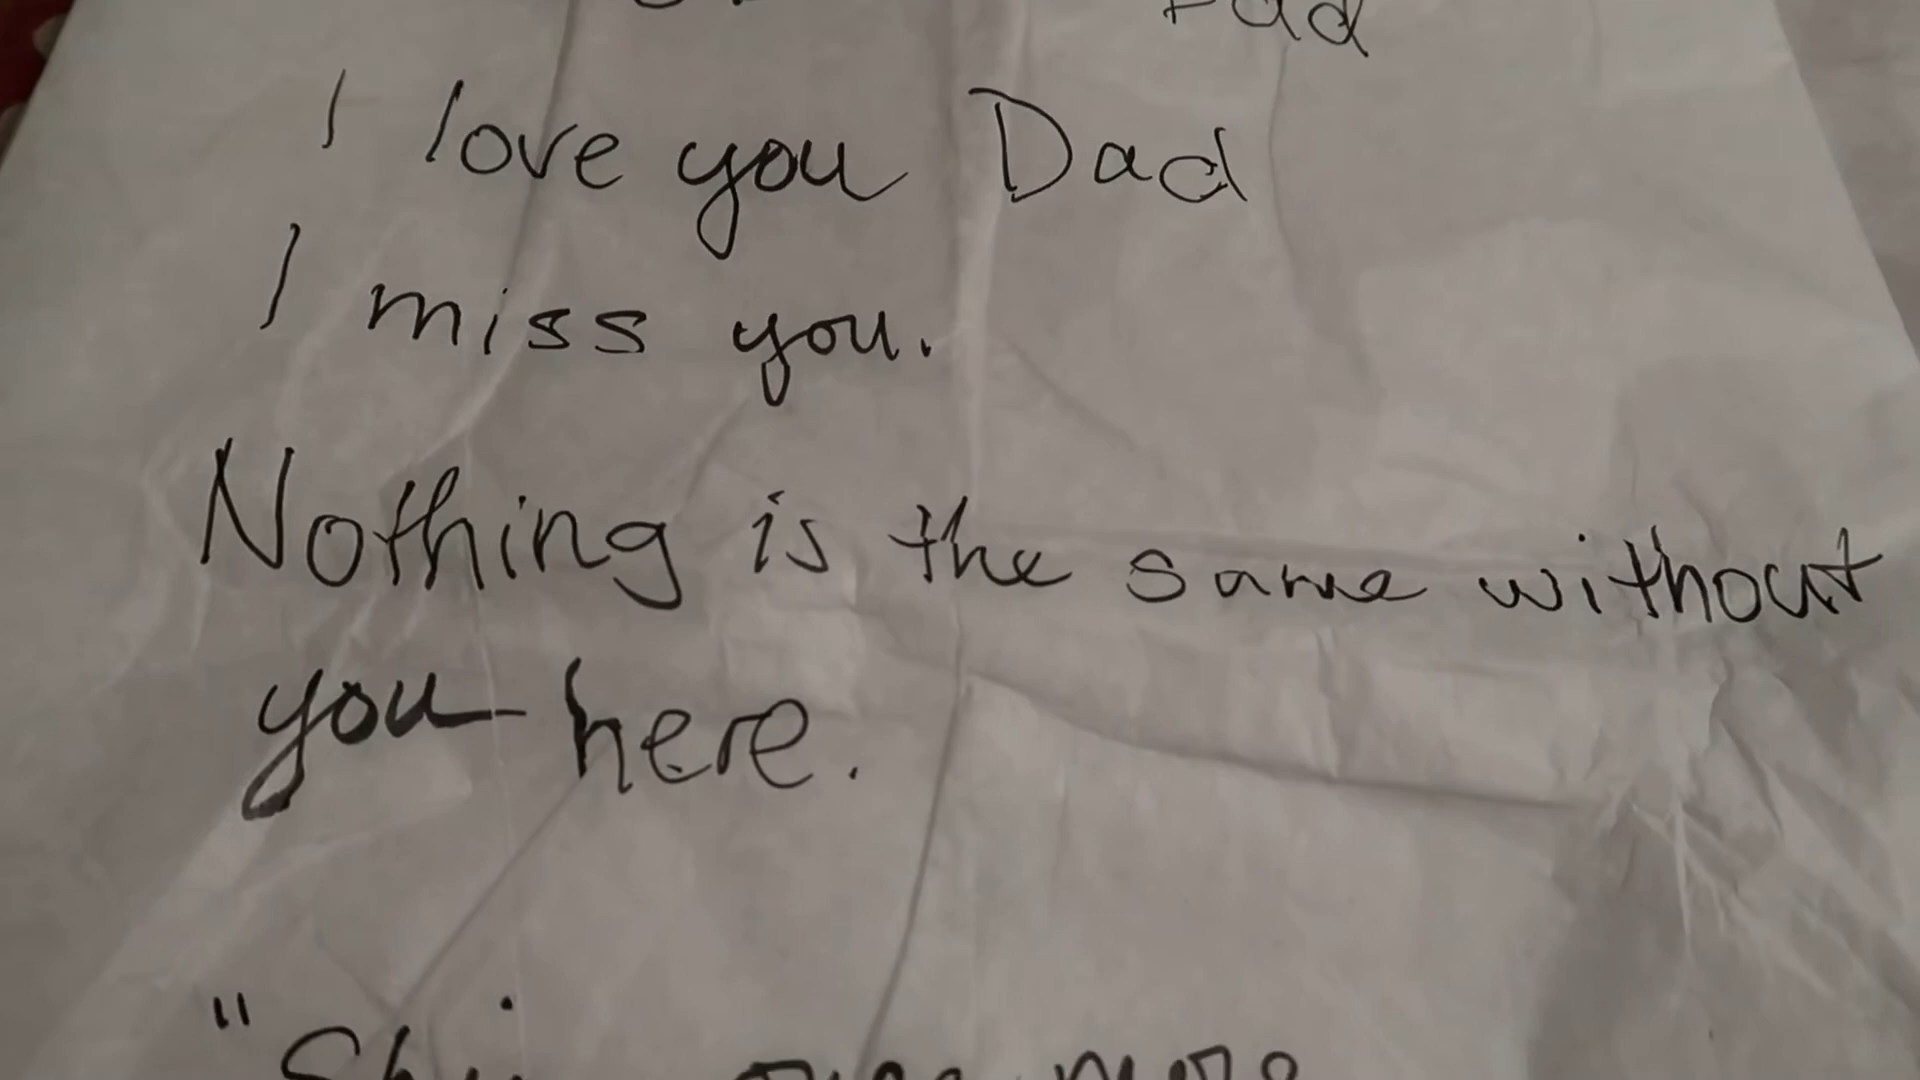 I love you Dad
I miss you.
Nothing is the same without
you here.
"